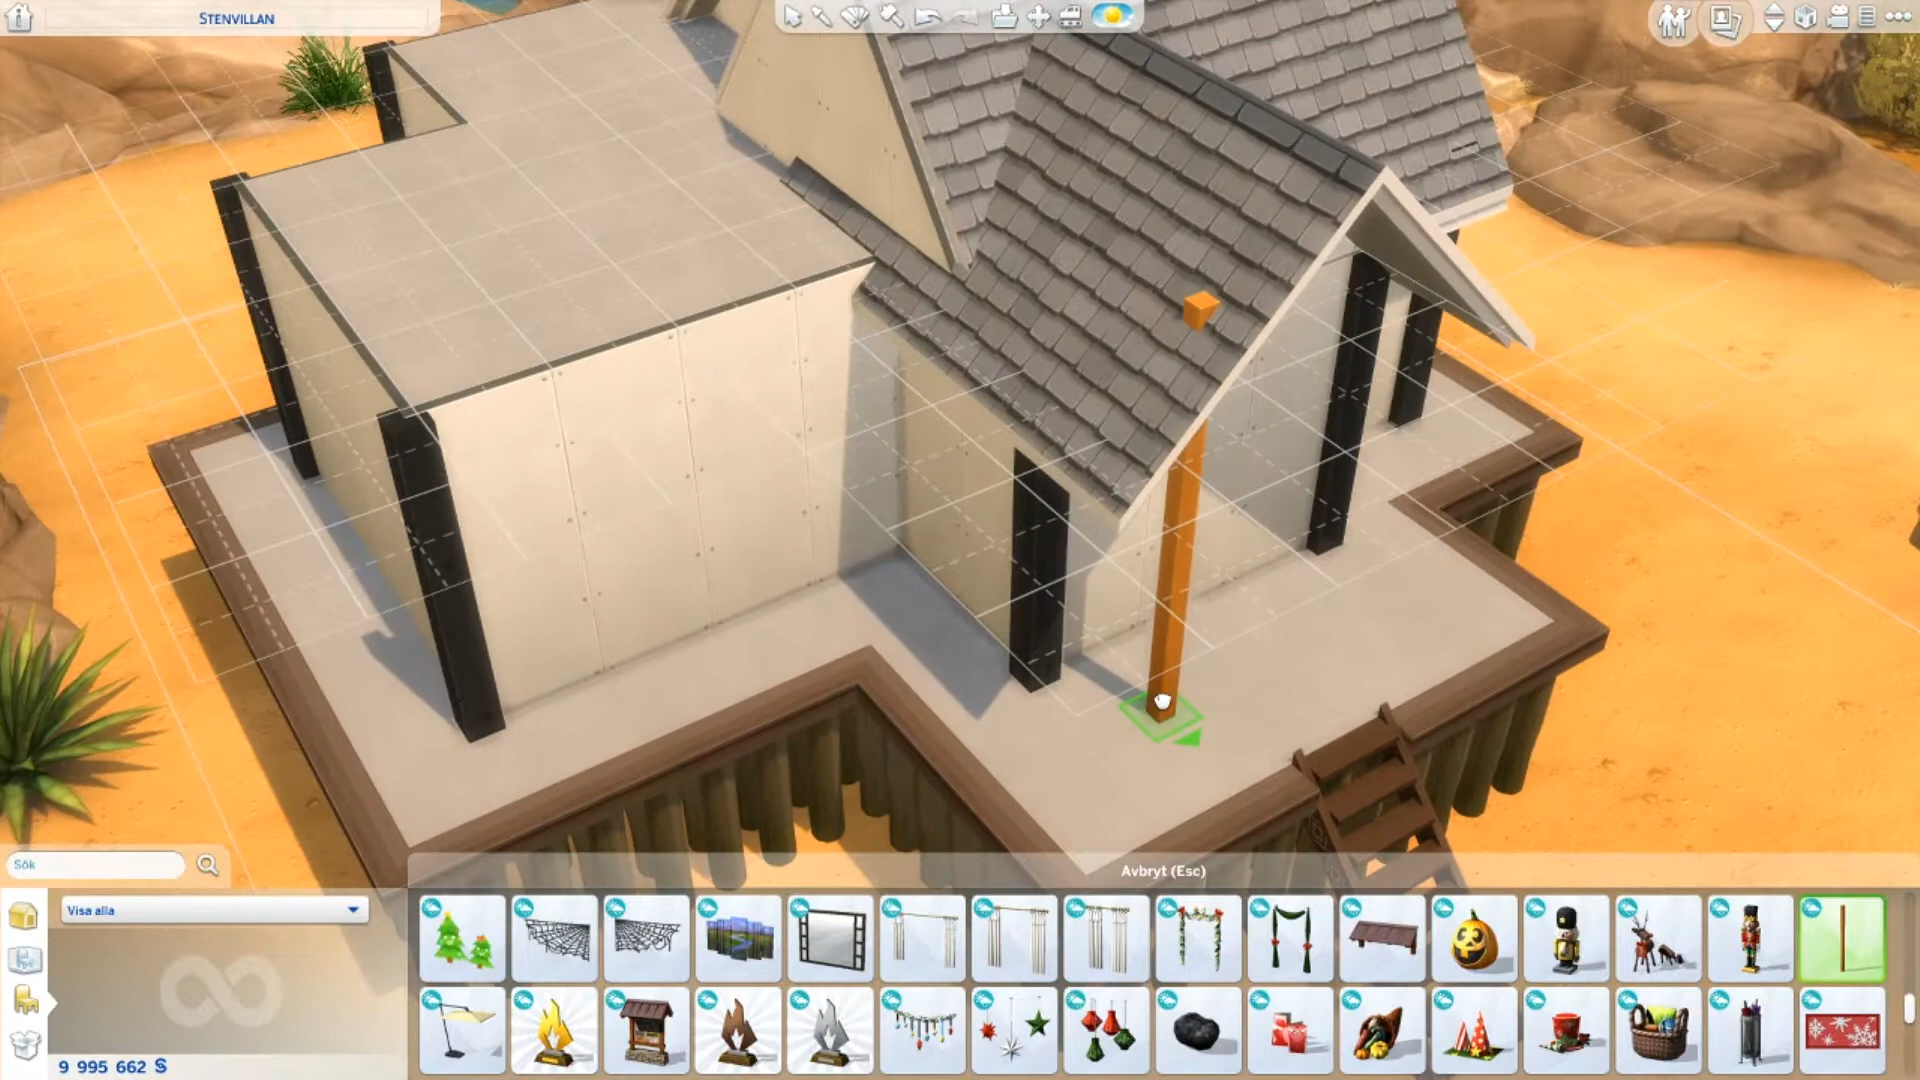 STENVILLAN
Sök
Avbryt (Esc)
Visa alla
9 995 662 §